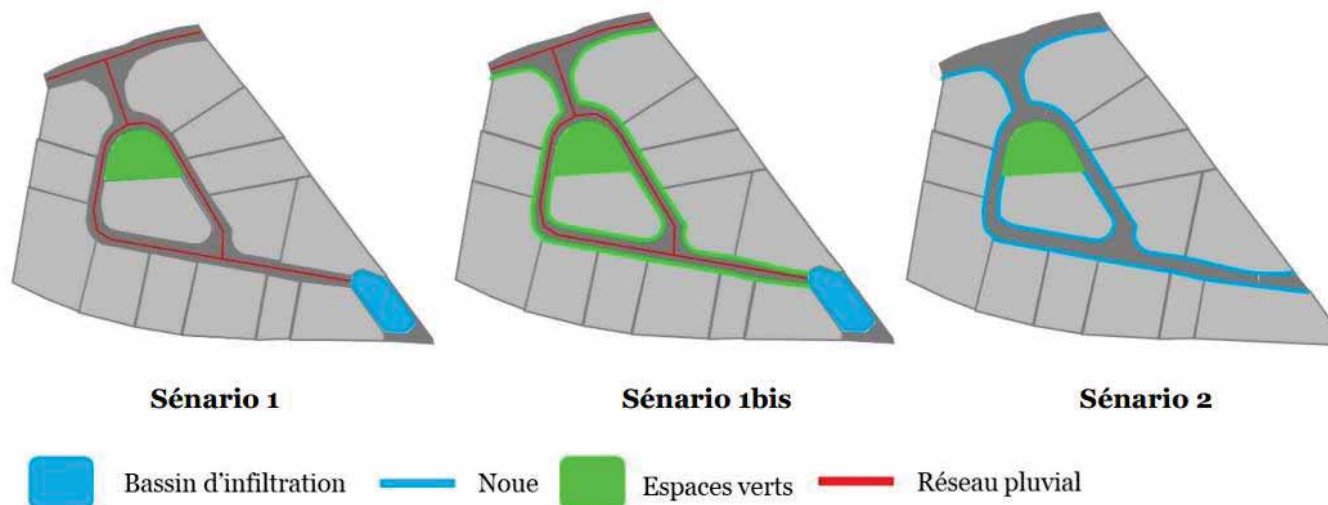 Sénario 1
Sénario 1bis
Sénario 2
Bassin d'infiltration
Noue
Espaces verts
Réseau pluvial